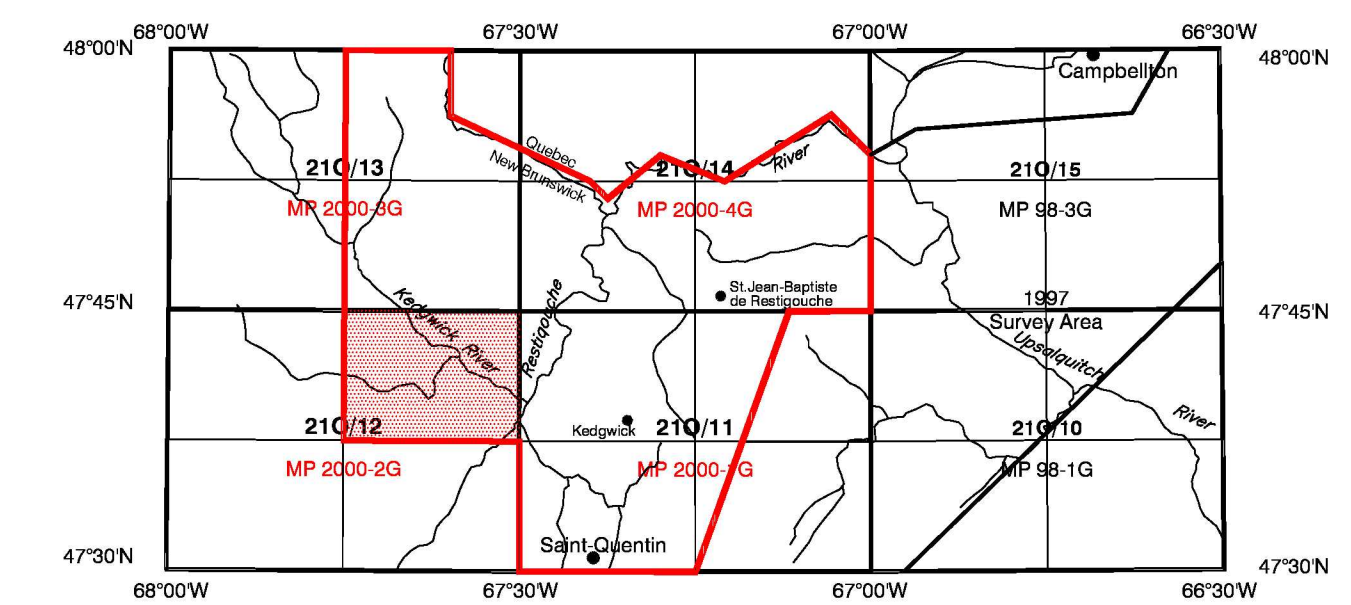 68°00'W 67°30'W 67°00'W 66°30'W
48°00'N 48°00'N
Campbellton
Quebec
New Brunswick
River
21O/13 21O/14 21O/15
MP 2000-3G MP 2000-4G MP 98-3G
Kedgwick River
Restigouche
St.Jean-Baptiste
de Restigouche
47°45'N 47°45'N
1997
Survey Area
Upsalquitch River
Kedgwick
21O/12 21O/11 21O/10
MP 2000-2G MP 2000-1G MP 98-1G
Saint-Quentin
47°30'N 47°30'N
68°00'W 67°30'W 67°00'W 66°30'W